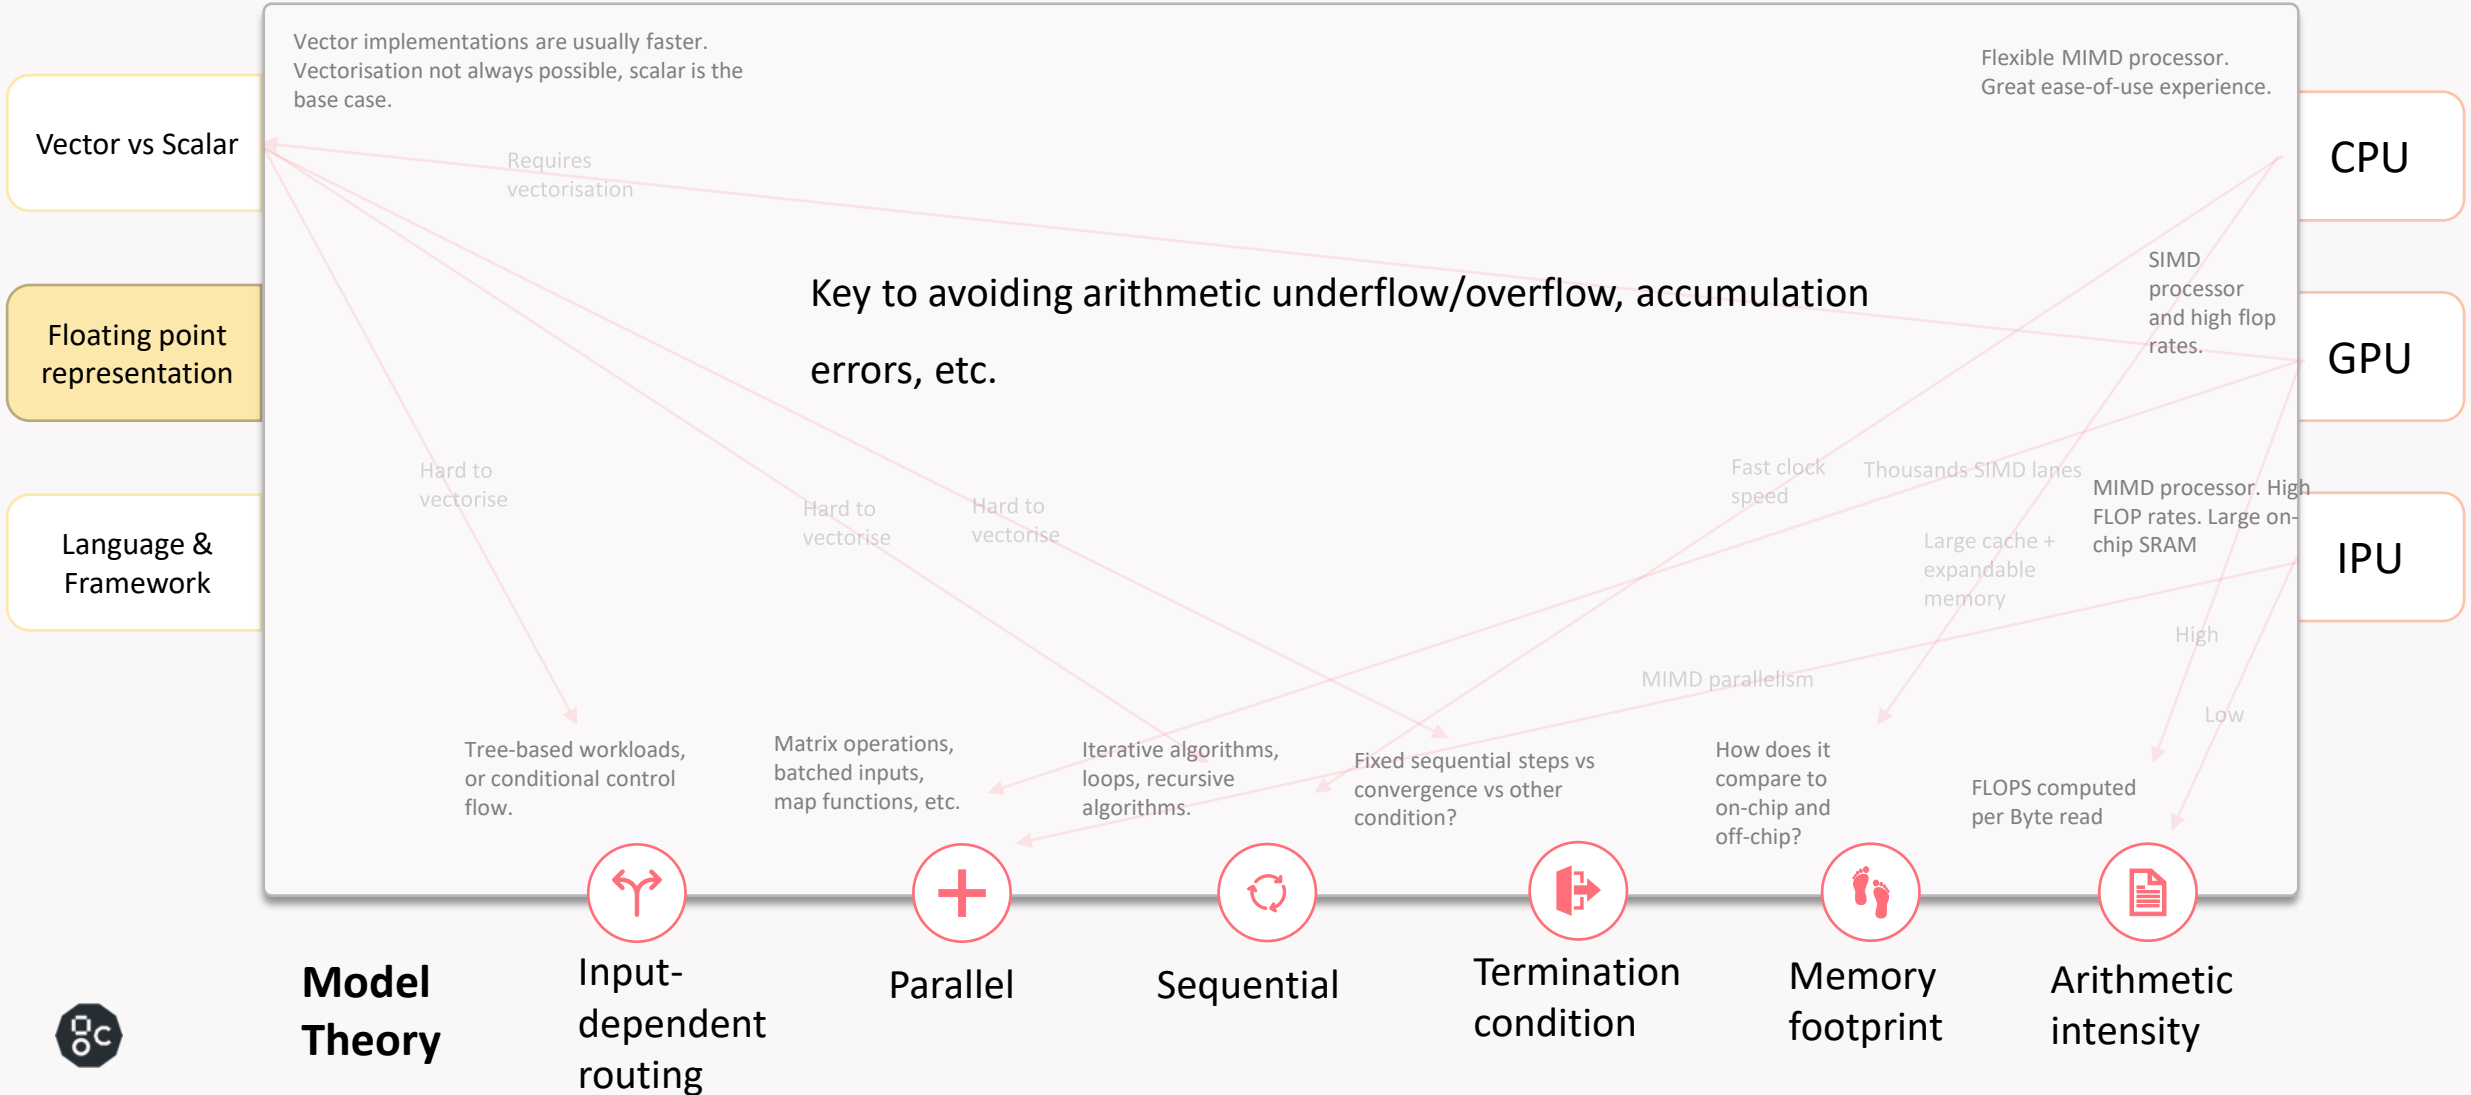 Vector implementations are usually faster.
Vectorisation not always possible, scalar is the
base case.
Flexible MIMD processor.
Great ease-of-use experience.
Vector vs Scalar
CPU
Requires
vectorisation
Key to avoiding arithmetic underflow/overflow, accumulation
errors, etc.
SIMD
processor
and high flop
rates.
Floating point
representation
GPU
Hard to
vectorise
Hard to
vectorise
Hard to
vectorise
Fast clock
speed
Thousands SIMD lanes
MIMD processor. High
FLOP rates. Large on-
chip SRAM
Large cache +
expandable
memory
Language &
Framework
IPU
High
MIMD parallelism
Low
Tree-based workloads,
or conditional control
flow.
Matrix operations,
batched inputs,
map functions, etc.
Iterative algorithms,
loops, recursive
algorithms.
Fixed sequential steps vs
convergence vs other
condition?
How does it
compare to
on-chip and
off-chip?
FLOPS computed
per Byte read
Model
Theory
Input-
dependent
routing
Parallel
Sequential
Termination
condition
Memory
footprint
Arithmetic
intensity
gc